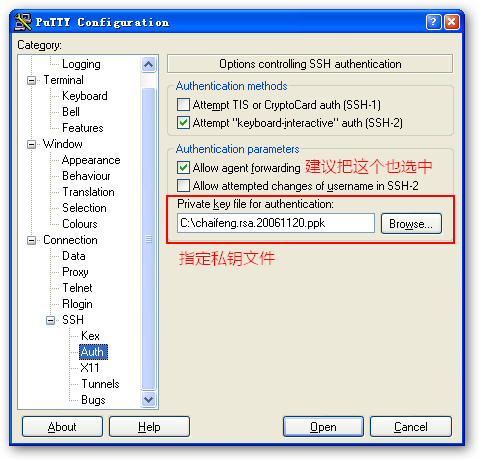 PuTTY Configuration
Category:
Logging
Terminal
Keyboard
Bell
Features
Window
Appearance
Behaviour
Translation
Selection
Colours
Connection
Data
Proxy
Telnet
Rlogin
SSH
Kex
Auth
X11
Tunnels
Bugs
Options controlling SSH authentication
Authentication methods
Attempt TIS or CryptoCard auth (SSH-1)
Attempt "keyboard-interactive" auth (SSH-2)
Authentication parameters
Allow agent forwarding 建议把这个也选中
Allow attempted changes of username in SSH-2
Private key file for authentication:
C:\chaifeng.rsa.20061120.ppk Browse...
指定私钥文件
About Help Open Cancel